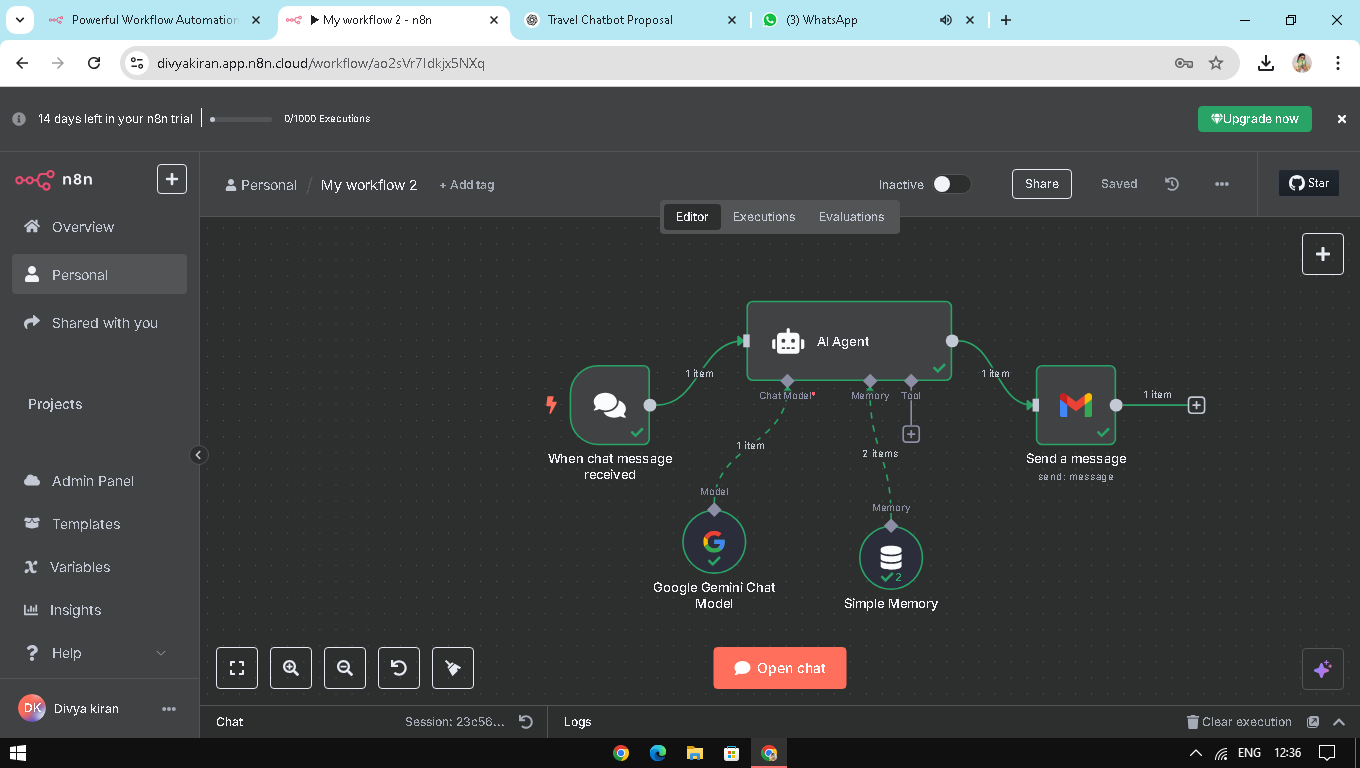 Powerful Workflow Automation
My workflow 2 - n8n
Travel Chatbot Proposal
(3) WhatsApp
divyakiran.app.n8n.cloud/workflow/ao2sVr7Idkjx5NXq
14 days left in your n8n trial
0/1000 Executions
Upgrade now
n8n
Personal / My workflow 2
+ Add tag
Inactive
Share
Saved
Star
Editor
Executions
Evaluations
Overview
Personal
Shared with you
Projects
Admin Panel
Templates
Variables
Insights
Help
DK
Divya kiran
AI Agent
1 item
1 item
1 item
Chat Model*
Memory
Tool
When chat message
received
1 item
2 items
Send a message
send: message
Model
Memory
Google Gemini Chat
Model
2
Simple Memory
Open chat
Chat
Session: 23c56...
Logs
Clear execution
ENG
12:36